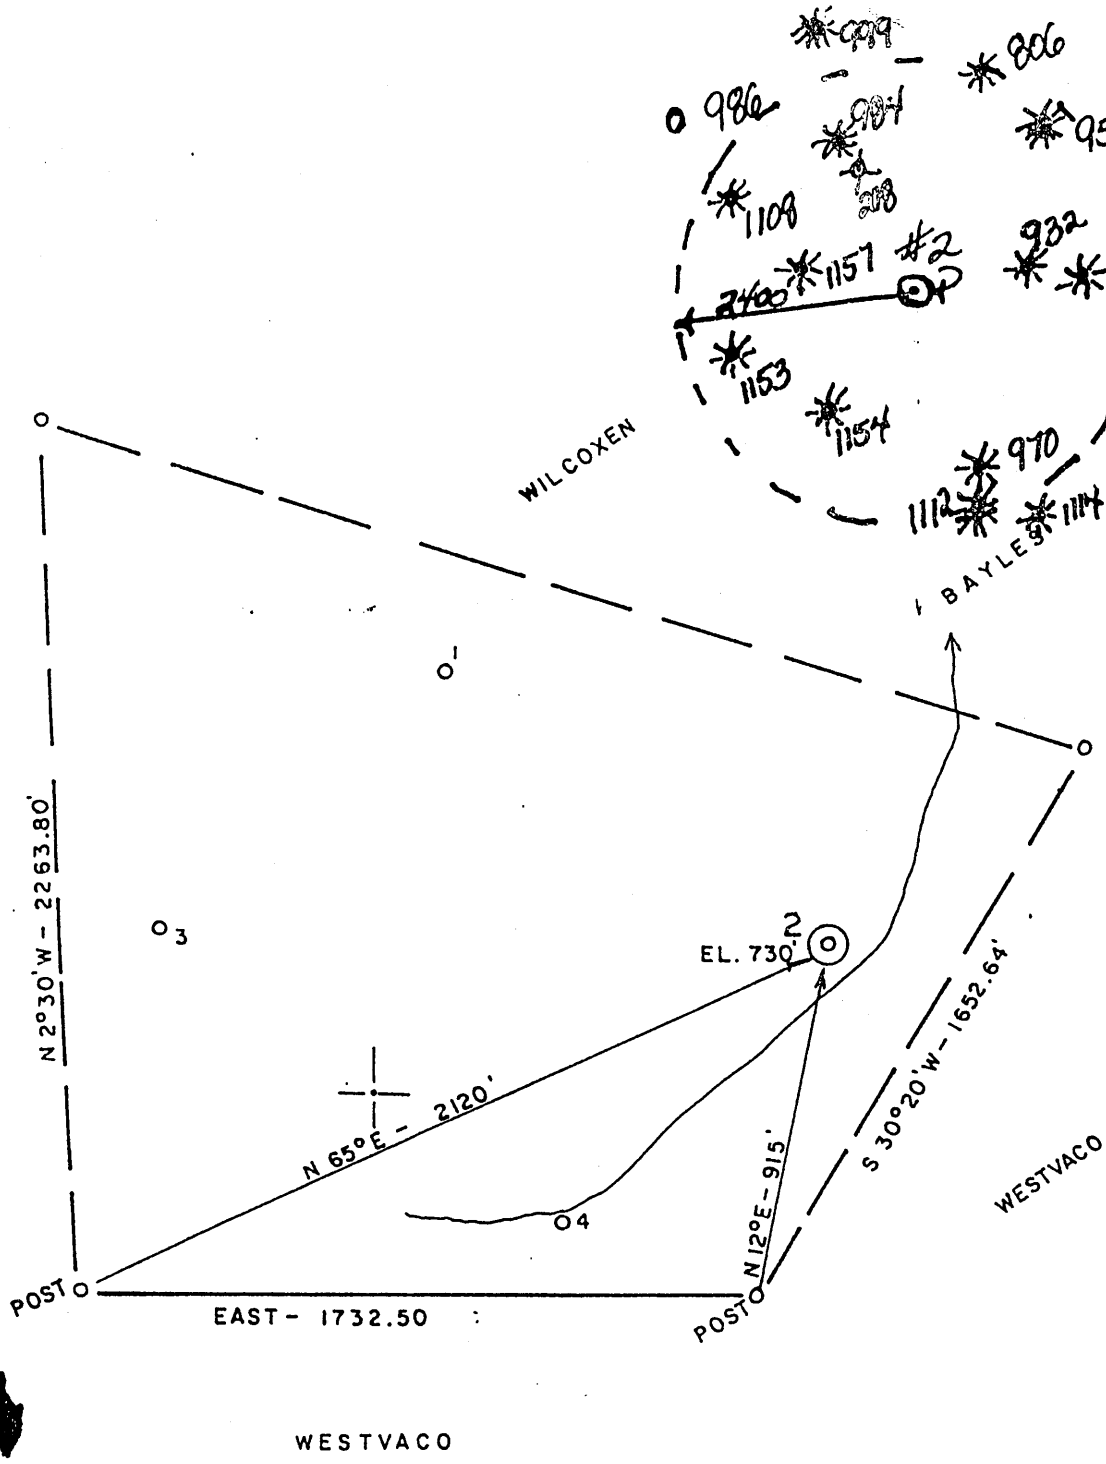 999
806
986
984
95
208
1108
#2
932
1157
2400
1153
1154
970
1112
1114
WILCOXEN
BAYLES
1
N 2°30'W - 2263.80'
3
2
EL. 730'
S 30°20'W - 1652.64'
N 65°E - 2120'
N 12°E - 915'
WESTVACO
4
POST
EAST - 1732.50
POST
WESTVACO